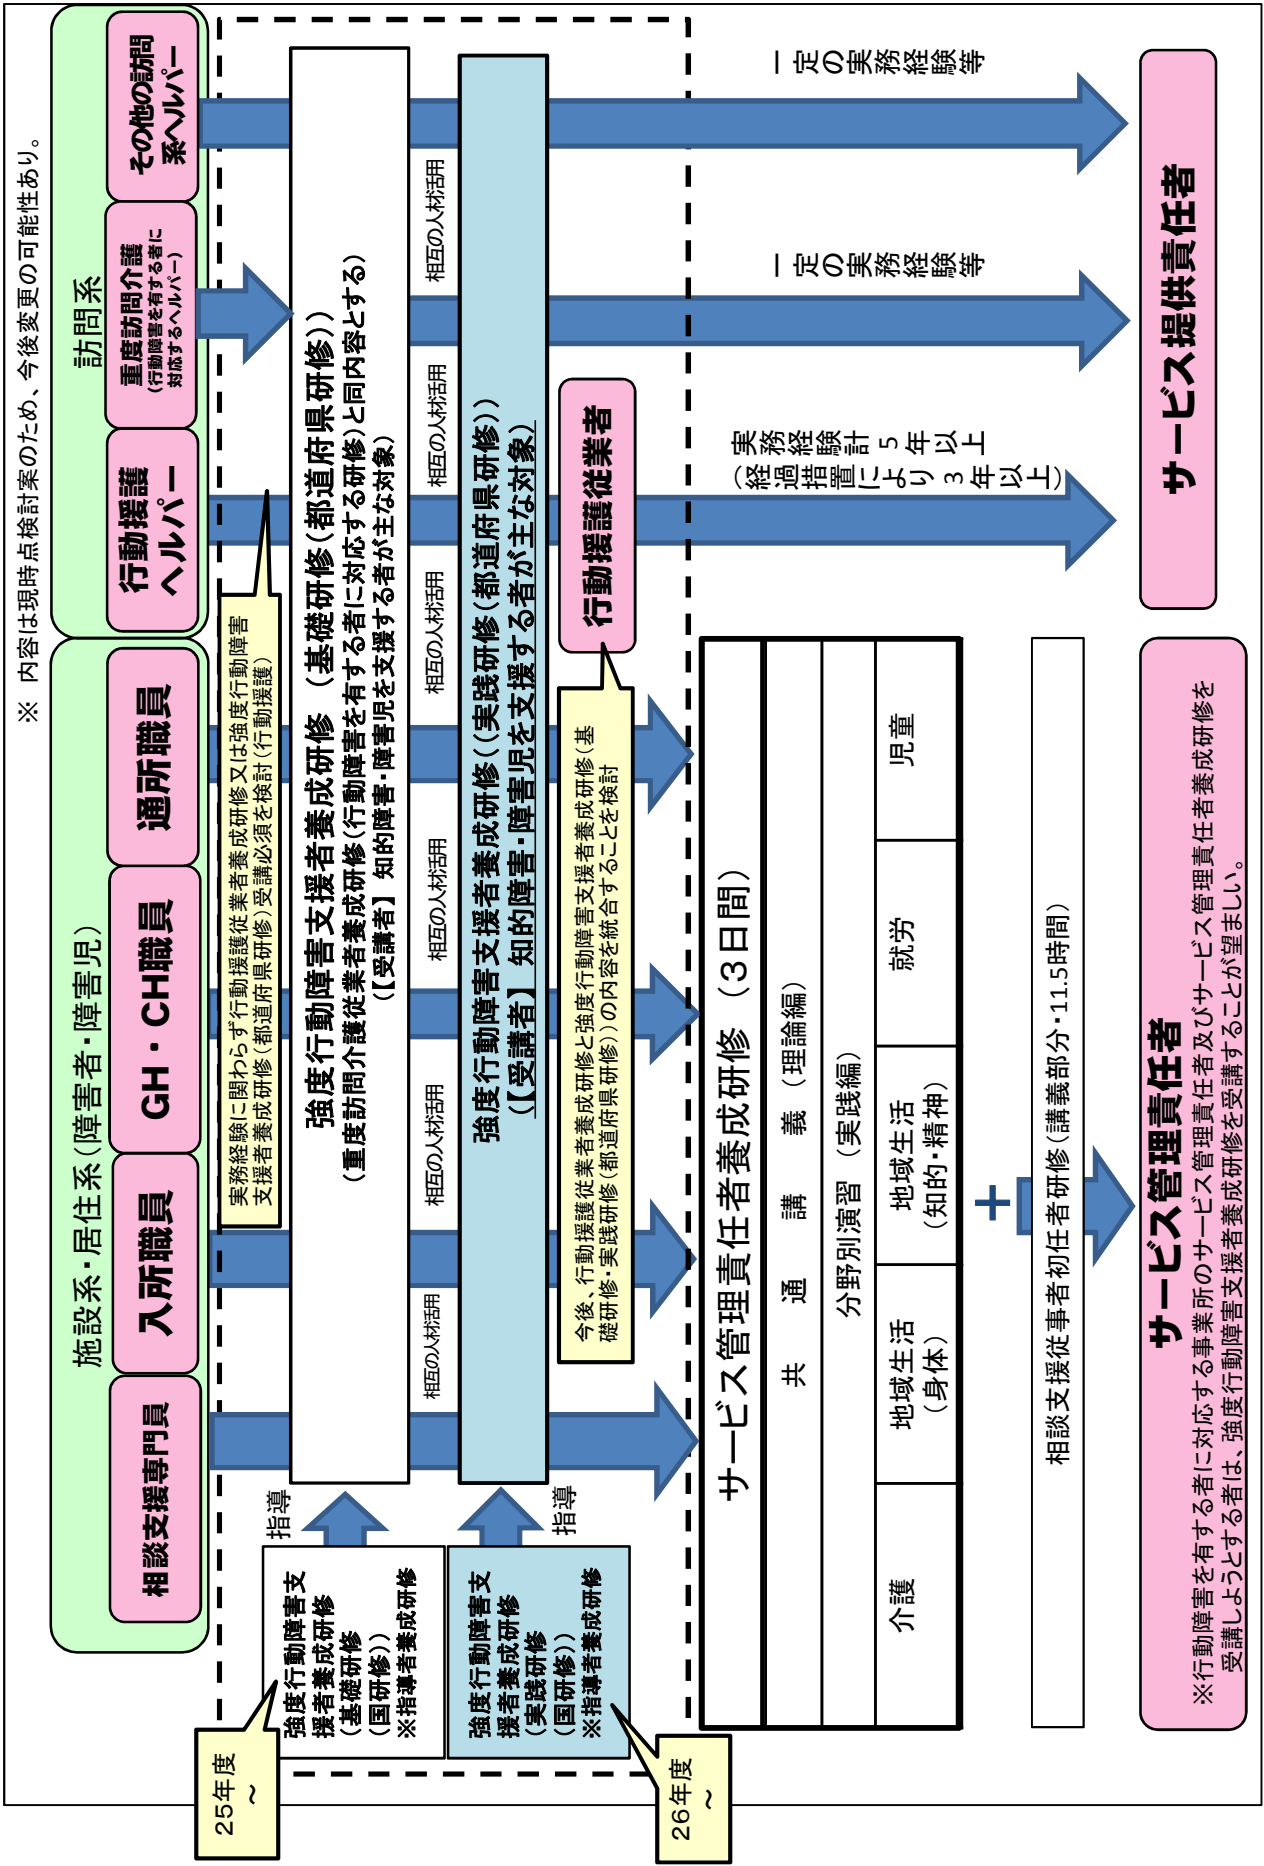 ※ 内容は現時点検討案のため、今後変更の可能性あり。
施設系・居住系(障害者・障害児)
訪問系
相談支援専門員
入所職員
GH・CH職員
通所職員
行動援護
ヘルパー
重度訪問介護
(行動障害を有する者に
対応するヘルパー)
その他の訪問
系ヘルパー
25年度
～
実務経験に関わらず行動援護従業者養成研修又は強度行動障害
支援者養成研修(都道府県研修)受講必須を検討(行動援護)
強度行動障害支
援者養成研修
(基礎研修
(国研修))
※指導者養成研修
指導
強度行動障害支援者養成研修 (基礎研修(都道府県研修))
(重度訪問介護従業者養成研修(行動障害を有する者に対応する研修)と同内容とする)
(【受講者】 知的障害・障害児を支援する者が主な対象)
相互の人材活用
相互の人材活用
相互の人材活用
相互の人材活用
相互の人材活用
相互の人材活用
強度行動障害支
援者養成研修
(実践研修
(国研修))
※指導者養成研修
指導
強度行動障害支援者養成研修((実践研修(都道府県研修))
(【受講者】 知的障害・障害児を支援する者が主な対象)
26年度
～
今後、行動援護従業者養成研修と強度行動障害支援者養成研修(基
礎研修・実践研修(都道府県研修))の内容を統合することを検討
行動援護従業者
サービス管理責任者養成研修 (3日間)
共 通 講 義 (理論編)
分野別演習 (実践編)
介護
地域生活
(身体)
地域生活
(知的・精神)
就労
児童
実務経験計 5 年以上
(経過措置により 3 年以上)
一定の実務経験等
一定の実務経験等
＋
相談支援従事者初任者研修(講義部分・11.5時間)
サービス管理責任者
※行動障害を有する者に対応する事業所のサービス管理責任者及びサービス管理責任者養成研修を
受講しようとする者は、強度行動障害支援者養成研修を受講することが望ましい。
サービス提供責任者